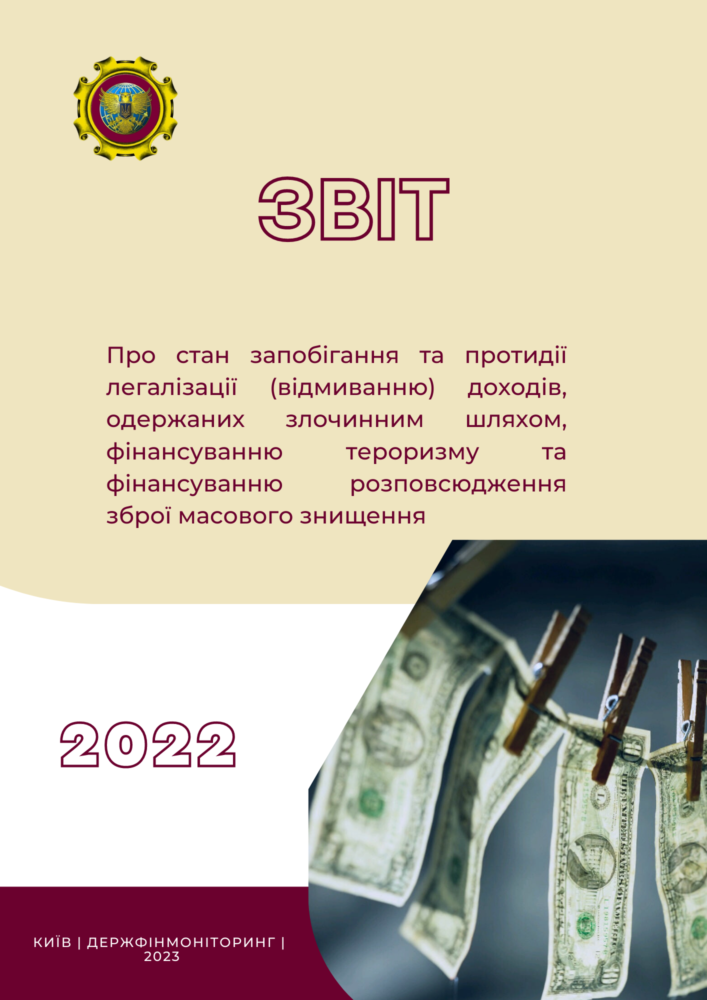 ЗВІТ
Про стан запобігання та протидії
легалізації (відмиванню) доходів,
одержаних злочинним шляхом,
фінансуванню тероризму та
фінансуванню розповсюдження
зброї масового знищення
2022
КИЇВ | ДЕРЖФІНМОНІТОРИНГ |
2023